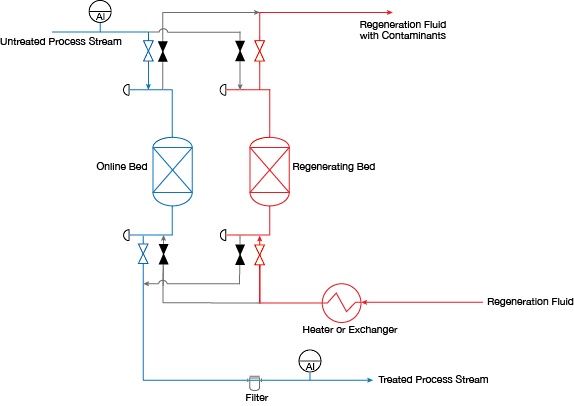 AI
Untreated Process Stream
Regeneration Fluid
with Contaminants
Online Bed
Regenerating Bed
Regeneration Fluid
Heater or Exchanger
AI
Treated Process Stream
Filter